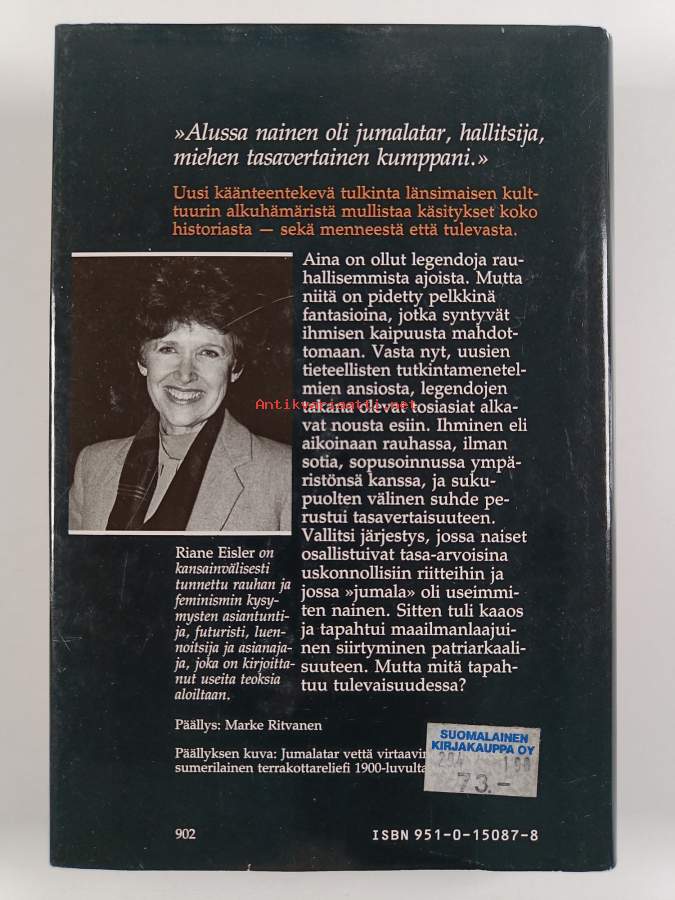 »Alussa nainen oli jumalatar, hallitsija,
miehen tasavertainen kumppani.»
Uusi käänteentekevä tulkinta länsimaisen kult-
tuurin alkuhämäristä mullistaa käsitykset koko
historiasta — sekä menneestä että tulevasta.
Aina on ollut legendoja rau-
hallisemmista ajoista. Mutta
niitä on pidetty pelkkinä
fantasioina, jotka syntyvät
ihmisen kaipuusta mahdot-
tomaan. Vasta nyt, uusien
tieteellisten tutkintamenetel-
mien ansiosta, legendojen
takana olevat tosiasiat alka-
vat nousta esiin. Ihminen eli
aikoinaan rauhassa, ilman
sotia, sopusoinnussa ympä-
ristönsä kanssa, ja suku-
puolten välinen suhde pe-
rustui tasavertaisuuteen.
Vallitsi järjestys, jossa naiset
osallistuivat tasa-arvoisina
uskonnollisiin riitteihin ja
jossa »jumala» oli useimmi-
ten nainen. Sitten tuli kaaos
ja tapahtui maailmanlaajui-
nen siirtyminen patriarkaali-
suuteen. Mutta mitä tapah-
tuu tulevaisuudessa?
Antikvariaatti.net
Riane Eisler on
kansainvälisesti
tunnettu rauhan ja
feminismin kysy-
mysten asiantunti-
ja, futuristi, luen-
noitsija ja asianaja-
ja, joka on kirjoitta-
nut useita teoksia
aloiltaan.
Päällys: Marke Ritvanen
Päällyksen kuva: Jumalatar vettä
sumerilainen terrakottareliefi 1900-luvulta
SUOMALAINEN
KIRJAKAUPPA OY
73.-
902
ISBN 951-0-15087-8